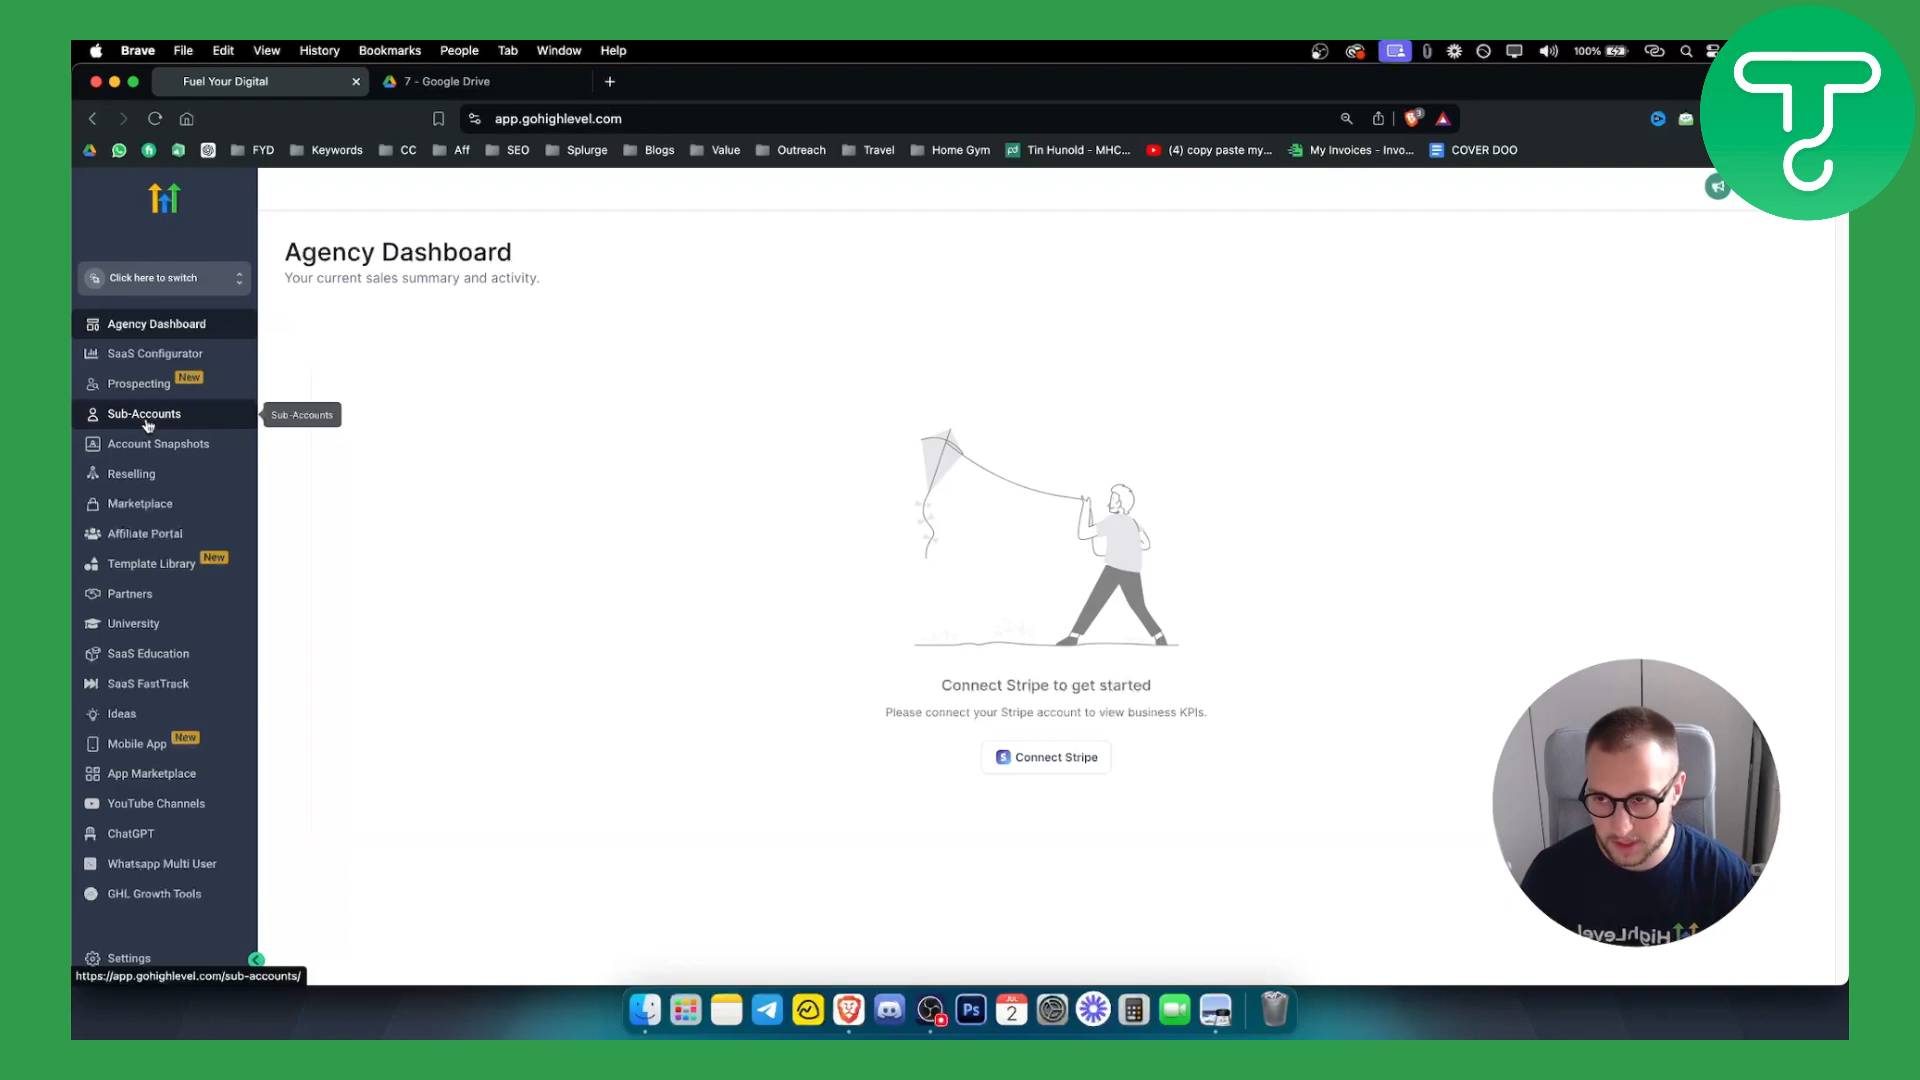 Brave File Edit View History Bookmarks People Tab Window Help 100%
Fuel Your Digital 7 - Google Drive
app.gohighlevel.com 3
FYD Keywords CC Aff SEO Splurge Blogs Value Outreach Travel Home Gym Tin Hunold - MHC... (4) copy paste my... My Invoices - Invo... COVER DOO
Click here to switch
Agency Dashboard
SaaS Configurator
Prospecting New
Sub-Accounts
Account Snapshots
Reselling
Marketplace
Affiliate Portal
Template Library New
Partners
University
SaaS Education
SaaS FastTrack
Ideas
Mobile App New
App Marketplace
YouTube Channels
ChatGPT
Whatsapp Multi User
GHL Growth Tools
Settings
https://app.gohighlevel.com/sub-accounts/
Sub-Accounts
Agency Dashboard
Your current sales summary and activity.
Connect Stripe to get started
Please connect your Stripe account to view business KPIs.
S Connect Stripe
HighLevel
Ps
JUL
2